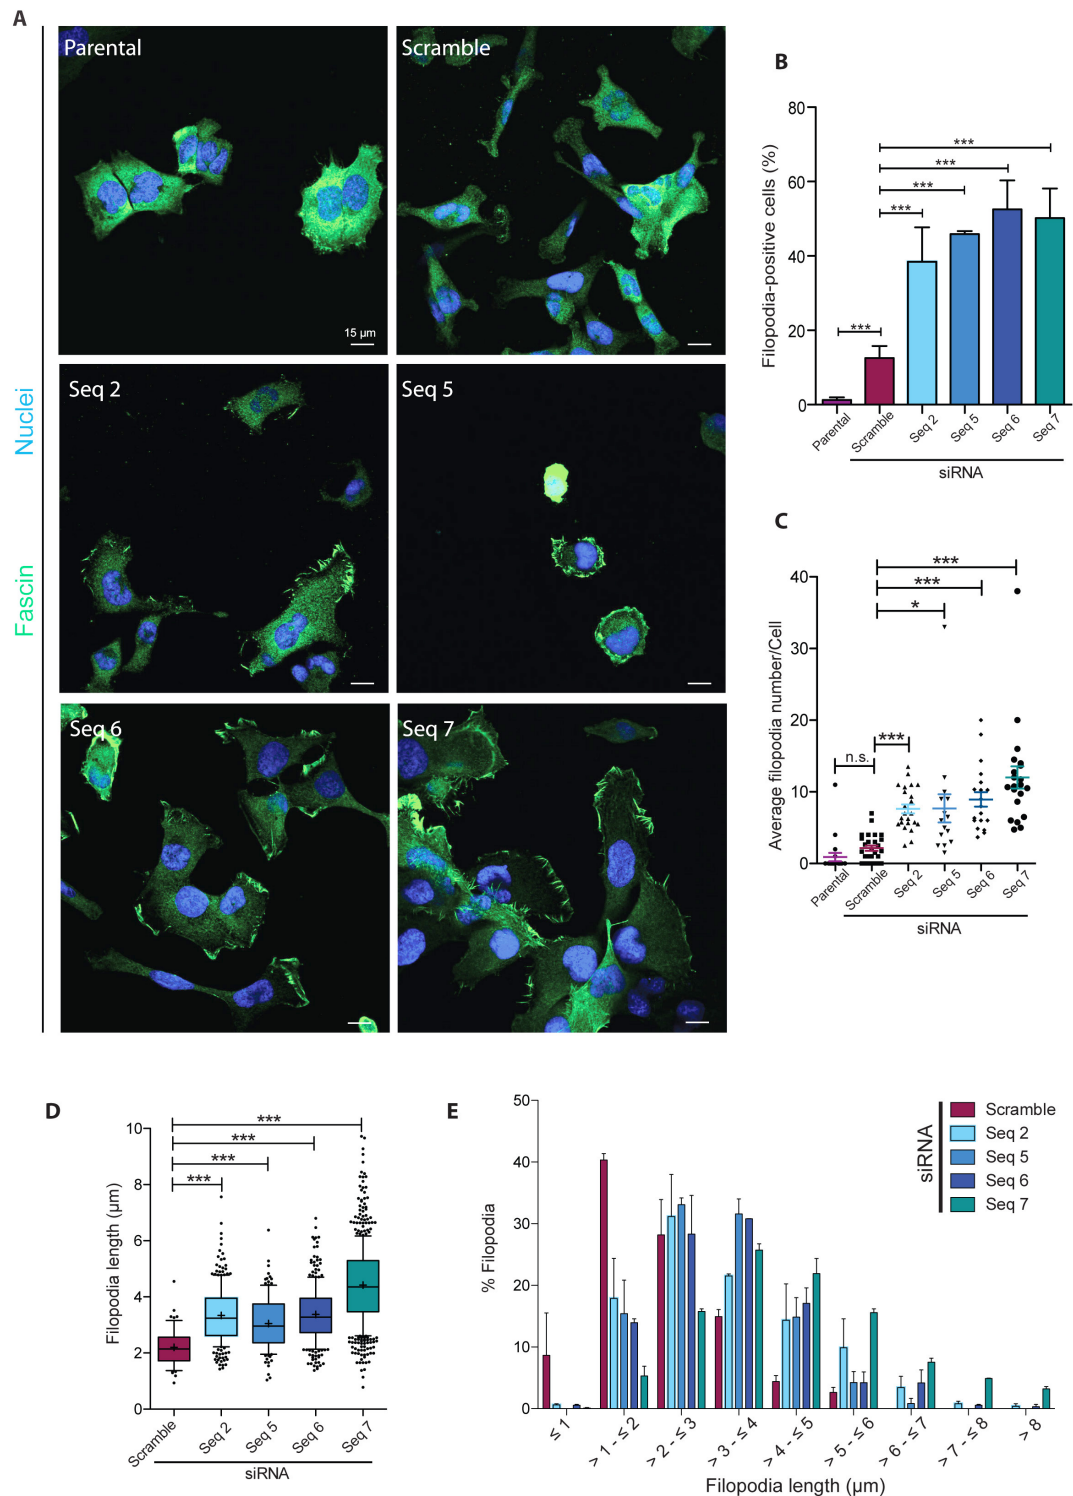 A
Parental
Scramble
15 µm
Seq 2
Seq 5
Seq 6
Seq 7
Fascin
Nuclei
B
Filopodia-positive cells (%)
80
60
40
20
0
***
***
***
***
***
Parental
Scramble
Seq 2
Seq 5
Seq 6
Seq 7
siRNA
C
Average filopodia number/Cell
40
30
20
10
0
***
***
*
***
n.s.
Parental
Scramble
Seq 2
Seq 5
Seq 6
Seq 7
siRNA
D
Filopodia length (µm)
10
8
6
4
2
0
***
***
***
***
Scramble
Seq 2
Seq 5
Seq 6
Seq 7
siRNA
E
% Filopodia
50
40
30
20
10
0
≤ 1
> 1 - ≤ 2
> 2 - ≤ 3
> 3 - ≤ 4
> 4 - ≤ 5
> 5 - ≤ 6
> 6 - ≤ 7
> 7 - ≤ 8
> 8
Filopodia length (µm)
siRNA
Scramble
Seq 2
Seq 5
Seq 6
Seq 7